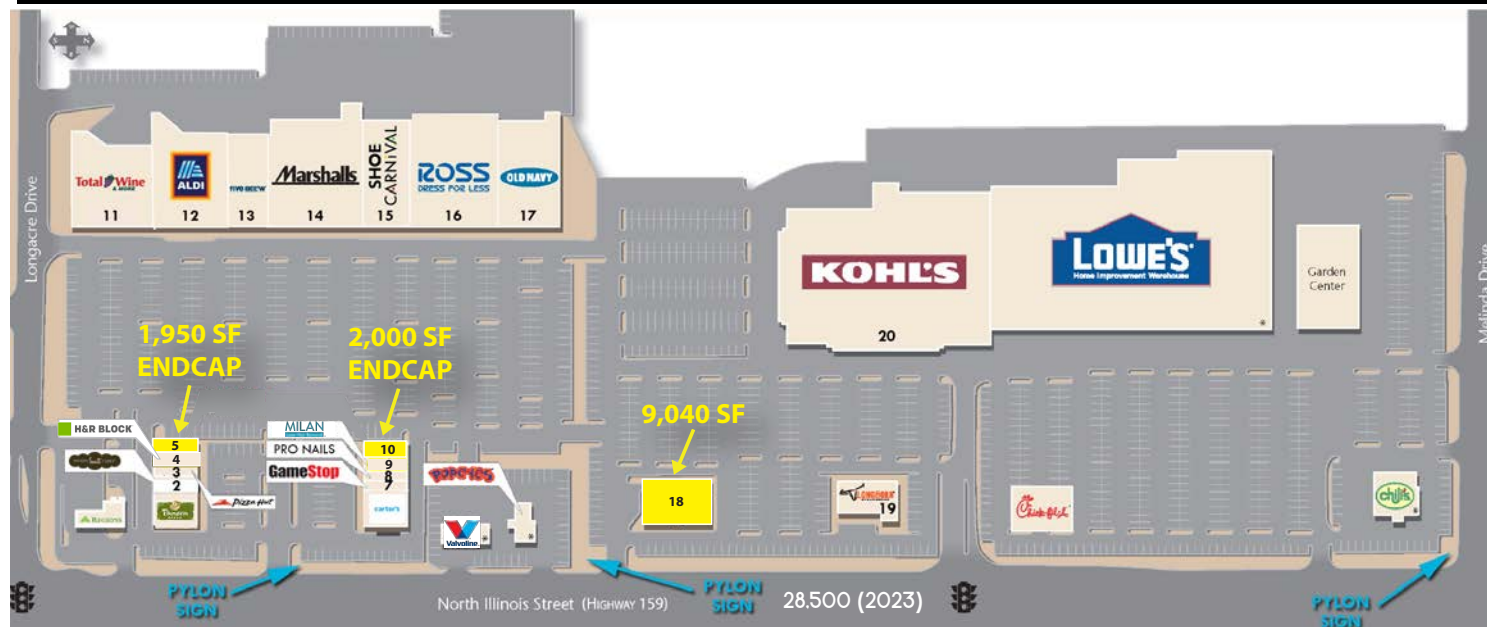 S
N
Longacre Drive
Total Wine
& MORE
11
ALDI
12
FIVE BELOW
13
Marshalls
14
SHOE
CARNIVAL
15
ROSS
DRESS FOR LESS
16
OLD NAVY
17
KOHL'S
20
LOWE'S
Home Improvement Warehouse
Garden
Center
Melinda Drive
1,950 SF
ENDCAP
2,000 SF
ENDCAP
9,040 SF
H&R BLOCK
5
4
3
2
Pizza Hut
Panera
Regions
MILAN
PRO NAILS
GameStop
10
9
8
7
carter's
POPEYES
Valvoline
18
LONGHORN
19
Chick-fil-A
chili's
PYLON
SIGN
PYLON
SIGN
PYLON
SIGN
North Illinois Street (HIGHWAY 159)
28.500 (2023)